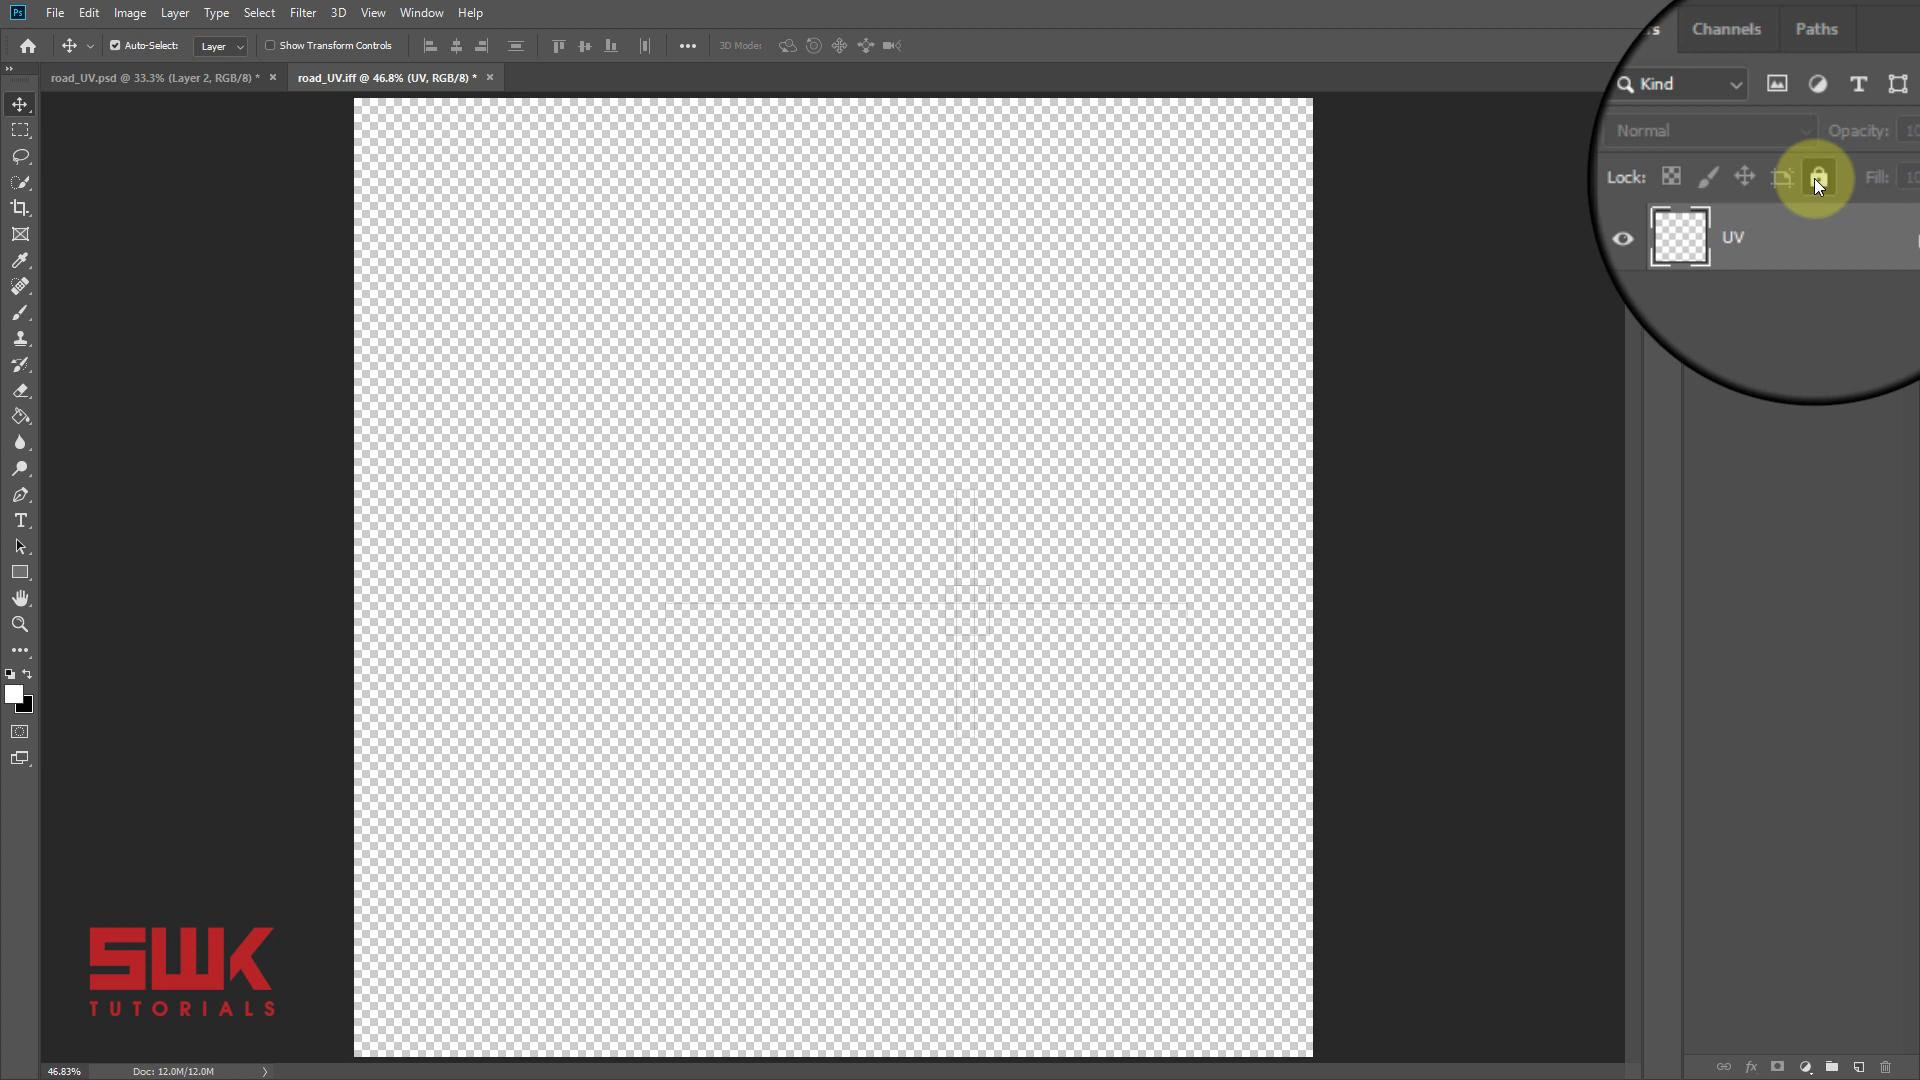 Ps File Edit Image Layer Type Select Filter 3D View Window Help
Auto-Select: Layer Show Transform Controls 3D Mode:
road_UV.psd @ 33.3% (Layer 2, RGB/8) * × road_UV.iff @ 46.8% (UV, RGB/8) * ×
Channels Paths
Kind
Normal Opacity:
Lock: Fill:
UV
SWK
TUTORIALS
46.83% Doc: 12.0M/12.0M
fx